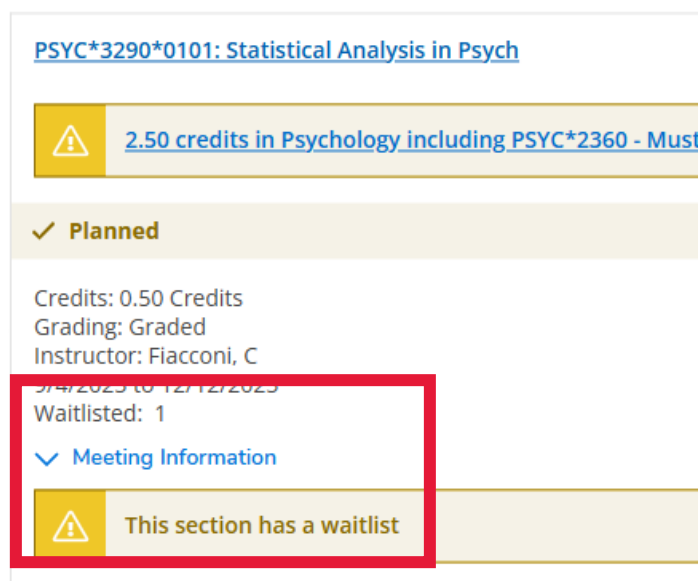 PSYC*3290*0101: Statistical Analysis in Psych
2.50 credits in Psychology including PSYC*2360 - Must
Planned
Credits: 0.50 Credits
Grading: Graded
Instructor: Fiacconi, C
to
Waitlisted: 1
Meeting Information
This section has a waitlist